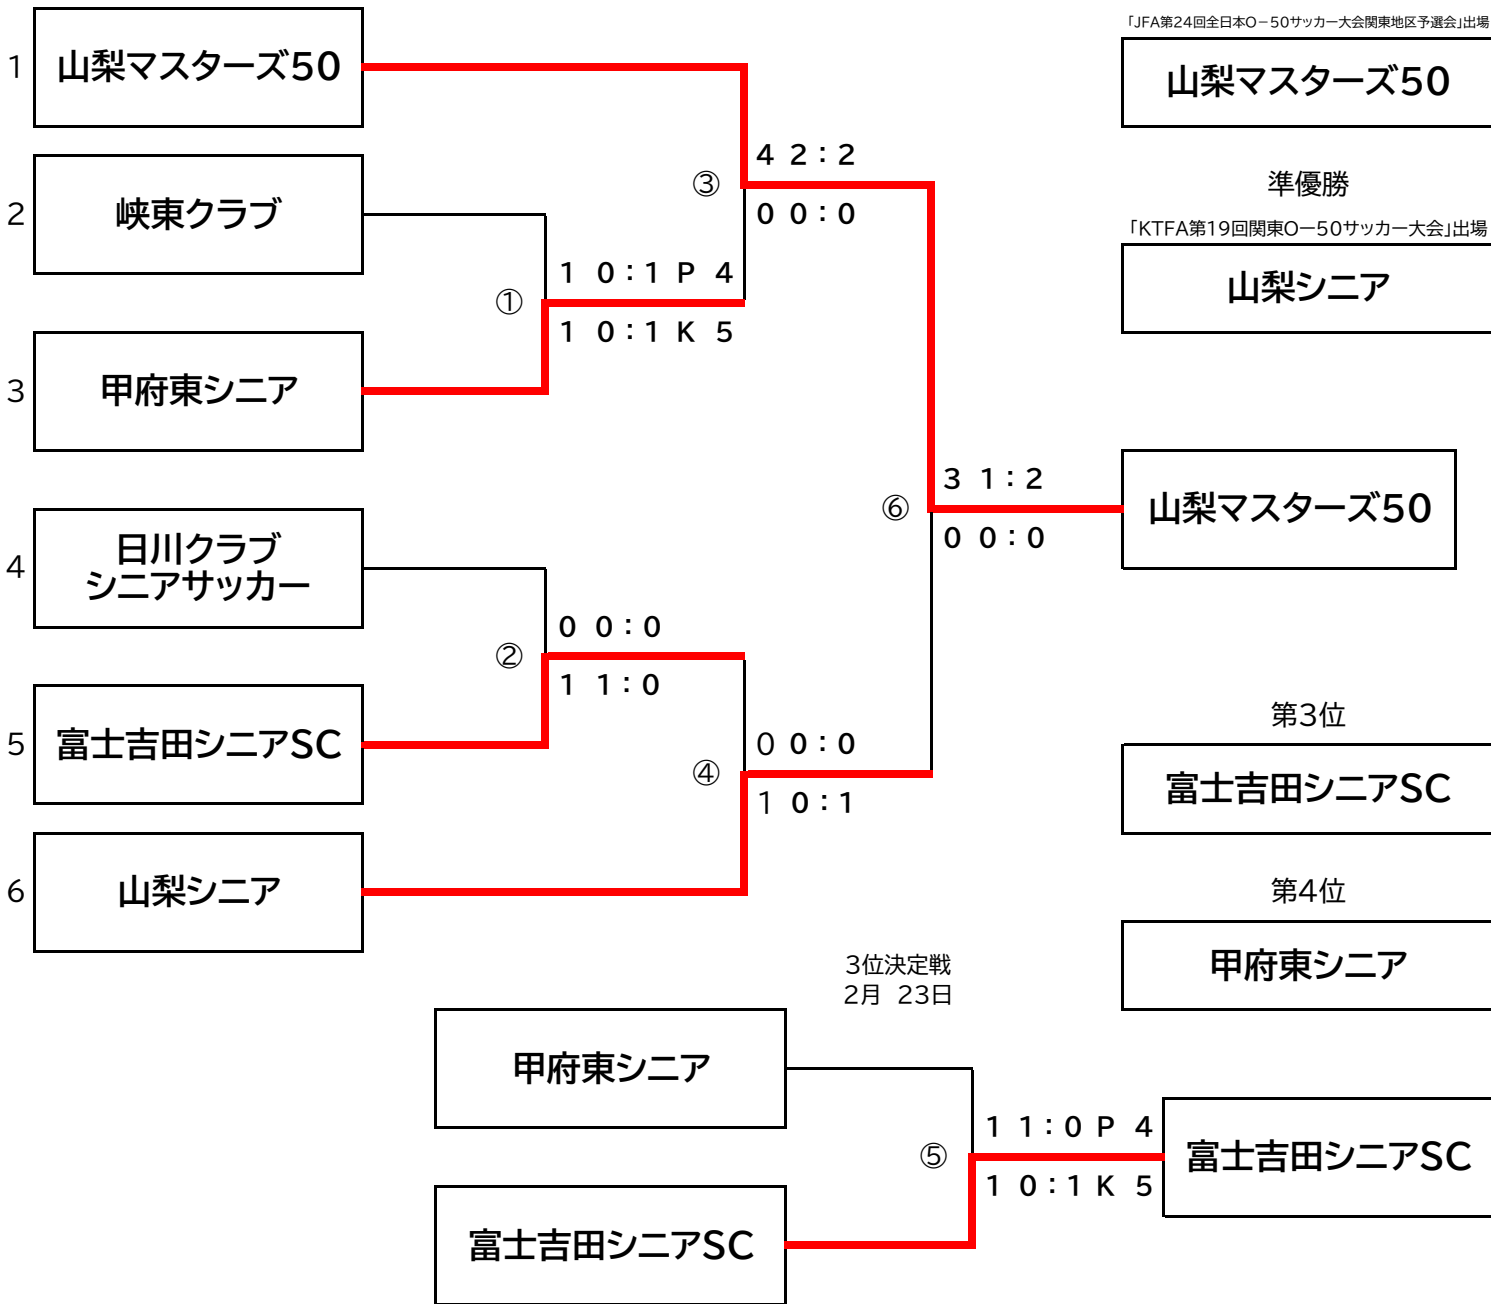 「JFA第24回全日本O－50サッカー大会関東地区予選会」出場
1 山梨マスターズ50
山梨マスターズ50
4 2：2
③
0 0：0
準優勝
2 峡東クラブ
「KTFA第19回関東O一50サッカー大会」出場
山梨シニア
1 0：1 P 4
①
1 0：1 K 5
3 甲府東シニア
3 1：2
⑥
0 0：0
山梨マスターズ50
4 日川クラブ
シニアサッカー
0 0：0
②
1 1：0
5 富士吉田シニアSC
第3位
富士吉田シニアSC
0 0：0
④
1 0：1
6 山梨シニア
第4位
甲府東シニア
3位決定戦
2月 23日
甲府東シニア
1 1：0 P 4
⑤
1 0：1 K 5
富士吉田シニアSC
富士吉田シニアSC